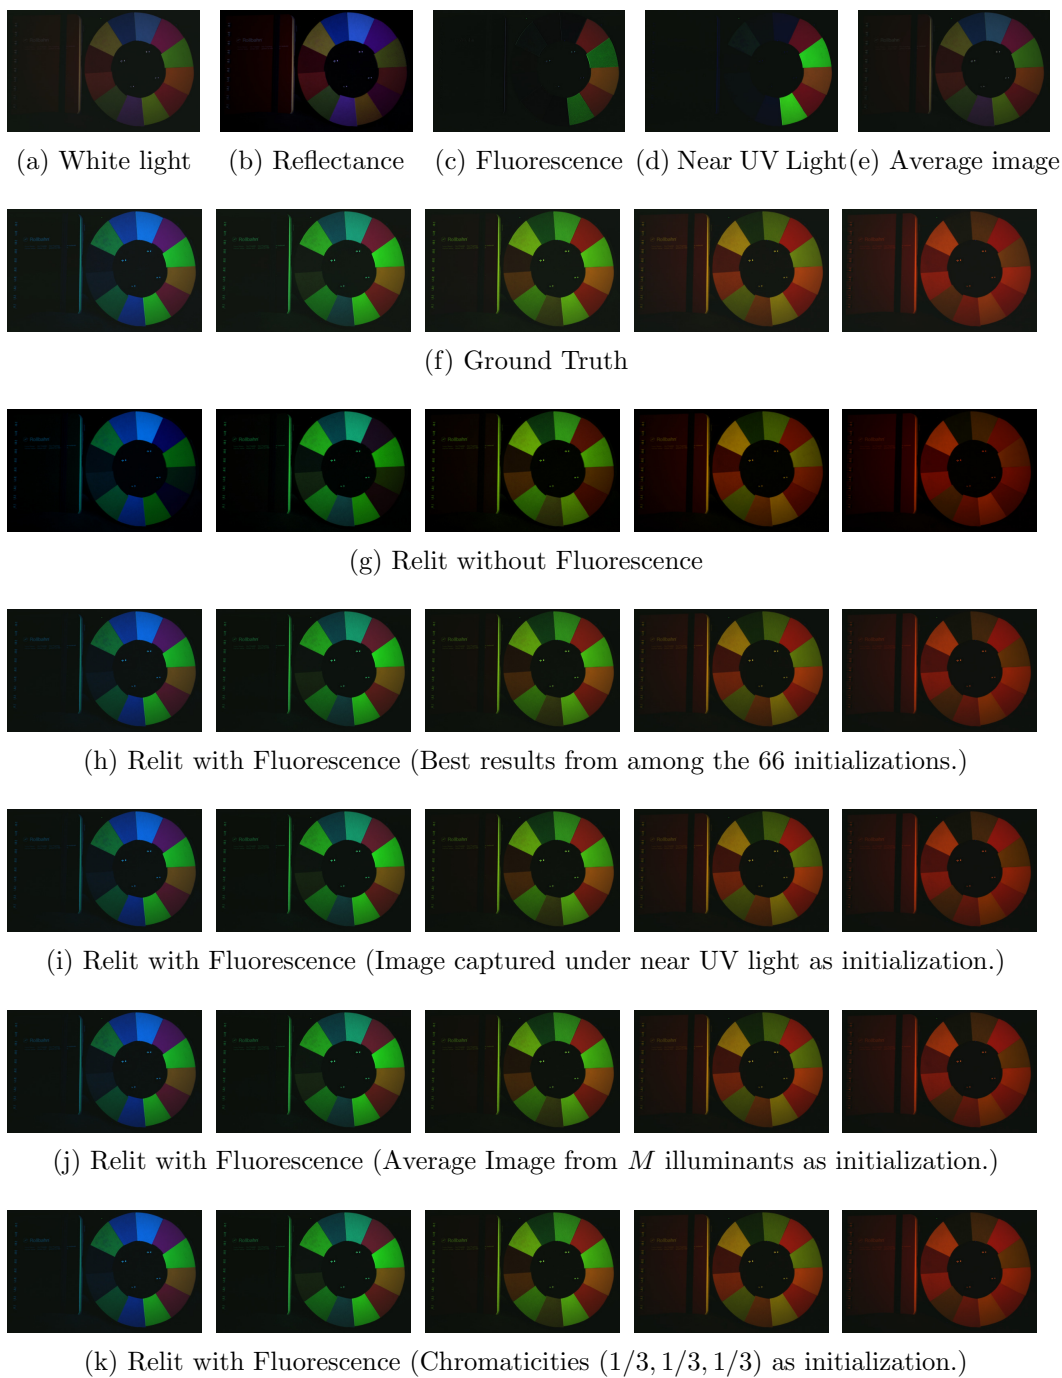 (a) White light
(b) Reflectance
(c) Fluorescence
(d) Near UV Light
(e) Average image
(f) Ground Truth
(g) Relit without Fluorescence
(h) Relit with Fluorescence (Best results from among the 66 initializations.)
(i) Relit with Fluorescence (Image captured under near UV light as initialization.)
(j) Relit with Fluorescence (Average Image from M illuminants as initialization.)
(k) Relit with Fluorescence (Chromaticities (1/3, 1/3, 1/3) as initialization.)